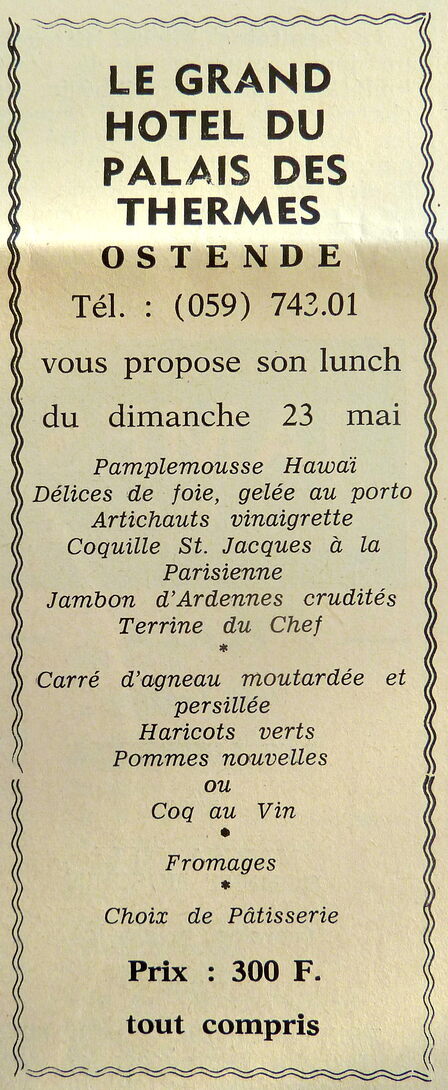 LE GRAND
HOTEL DU
PALAIS DES
THERMES
OSTENDE
Tél. : (059) 743.01
vous propose son lunch
du dimanche 23 mai
Pamplemousse Hawaï
Délices de foie, gelée au porto
Artichauts vinaigrette
Coquille St. Jacques à la
Parisienne
Jambon d'Ardennes crudités
Terrine du Chef
*
Carré d'agneau moutardée et
persillée
Haricots verts
Pommes nouvelles
ou
Coq au Vin
*
Fromages
*
Choix de Pâtisserie
Prix : 300 F.
tout compris